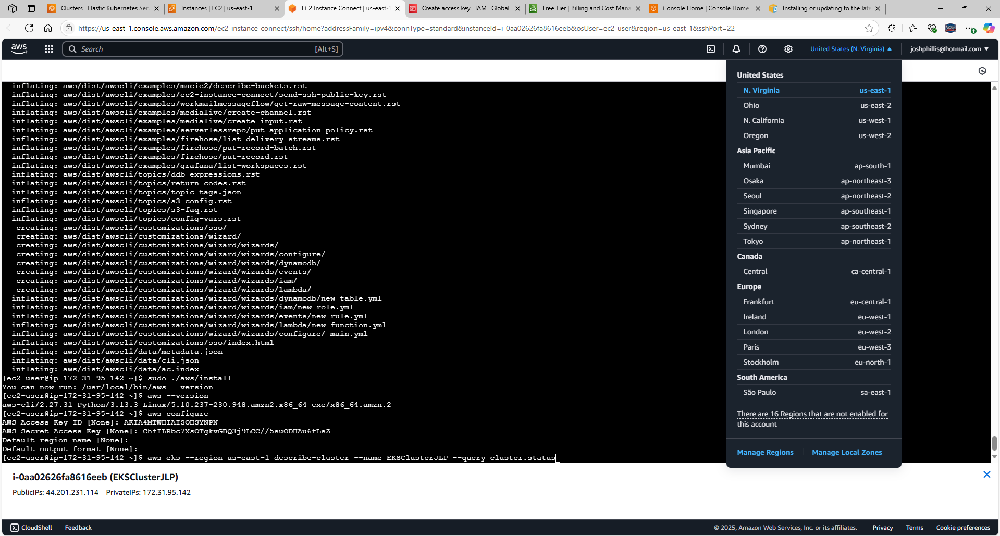 Clusters | Elastic Kubernetes Ser
Instances | EC2 | us-east-1
EC2 Instance Connect | us-east-
Create access key | IAM | Global
Free Tier | Billing and Cost Mana
Console Home | Console Home
Installing or updating to the late
https://us-east-1.console.aws.amazon.com/ec2-instance-connect/ssh/home?addressFamily=ipv4&connType=standard&instanceId=i-0aa02626fa8616eeb&osUser=ec2-user&region=us-east-1&sshPort=22
aws
Search
[Alt+S]
United States (N. Virginia)
joshphillis@hotmail.com
inflating: aws/dist/awscli/examples/macie2/describe-buckets.rst
inflating: aws/dist/awscli/examples/ec2-instance-connect/send-ssh-public-key.rst
inflating: aws/dist/awscli/examples/workmailmessageflow/get-raw-message-content.rst
inflating: aws/dist/awscli/examples/medialive/create-channel.rst
inflating: aws/dist/awscli/examples/medialive/create-input.rst
inflating: aws/dist/awscli/examples/serverlessrepo/put-application-policy.rst
inflating: aws/dist/awscli/examples/firehose/list-delivery-streams.rst
inflating: aws/dist/awscli/examples/firehose/put-record-batch.rst
inflating: aws/dist/awscli/examples/firehose/put-record.rst
inflating: aws/dist/awscli/examples/grafana/list-workspaces.rst
inflating: aws/dist/awscli/topics/ddb-expressions.rst
inflating: aws/dist/awscli/topics/return-codes.rst
inflating: aws/dist/awscli/topics/topic-tags.json
inflating: aws/dist/awscli/topics/s3-config.rst
inflating: aws/dist/awscli/topics/s3-faq.rst
inflating: aws/dist/awscli/topics/config-vars.rst
creating: aws/dist/awscli/customizations/sso/
creating: aws/dist/awscli/customizations/wizard/
creating: aws/dist/awscli/customizations/wizard/wizards/
creating: aws/dist/awscli/customizations/wizard/wizards/configure/
creating: aws/dist/awscli/customizations/wizard/wizards/dynamodb/
creating: aws/dist/awscli/customizations/wizard/wizards/events/
creating: aws/dist/awscli/customizations/wizard/wizards/iam/
creating: aws/dist/awscli/customizations/wizard/wizards/lambda/
inflating: aws/dist/awscli/customizations/wizard/wizards/dynamodb/new-table.yml
inflating: aws/dist/awscli/customizations/wizard/wizards/iam/new-role.yml
inflating: aws/dist/awscli/customizations/wizard/wizards/events/new-rule.yml
inflating: aws/dist/awscli/customizations/wizard/wizards/lambda/new-function.yml
inflating: aws/dist/awscli/customizations/wizard/wizards/configure/_main.yml
inflating: aws/dist/awscli/customizations/sso/index.html
inflating: aws/dist/awscli/data/metadata.json
inflating: aws/dist/awscli/data/cli.json
inflating: aws/dist/awscli/data/ac.index
[ec2-user@ip-172-31-95-142 ~]$ sudo ./aws/install
You can now run: /usr/local/bin/aws --version
[ec2-user@ip-172-31-95-142 ~]$ aws --version
aws-cli/2.27.31 Python/3.13.3 Linux/5.10.237-230.948.amzn2.x86_64 exe/x86_64.amzn.2
[ec2-user@ip-172-31-95-142 ~]$ aws configure
AWS Access Key ID [None]: AKIA4MTWHIAISOHSYNPN
AWS Secret Access Key [None]: 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
Default region name [None]:
Default output format [None]:
[ec2-user@ip-172-31-95-142 ~]$ aws eks --region us-east-1 describe-cluster --name EKSClusterJLP --query cluster.status
United States
N. Virginia us-east-1
Ohio us-east-2
N. California us-west-1
Oregon us-west-2
Asia Pacific
Mumbai ap-south-1
Osaka ap-northeast-3
Seoul ap-northeast-2
Singapore ap-southeast-1
Sydney ap-southeast-2
Tokyo ap-northeast-1
Canada
Central ca-central-1
Europe
Frankfurt eu-central-1
Ireland eu-west-1
London eu-west-2
Paris eu-west-3
Stockholm eu-north-1
South America
São Paulo sa-east-1
There are 16 Regions that are not enabled for
this account
Manage Regions
Manage Local Zones
i-0aa02626fa8616eeb (EKSClusterJLP)
PublicIPs: 44.201.231.114 PrivateIPs: 172.31.95.142
CloudShell
Feedback
© 2025, Amazon Web Services, Inc. or its affiliates.
Privacy
Terms
Cookie preferences